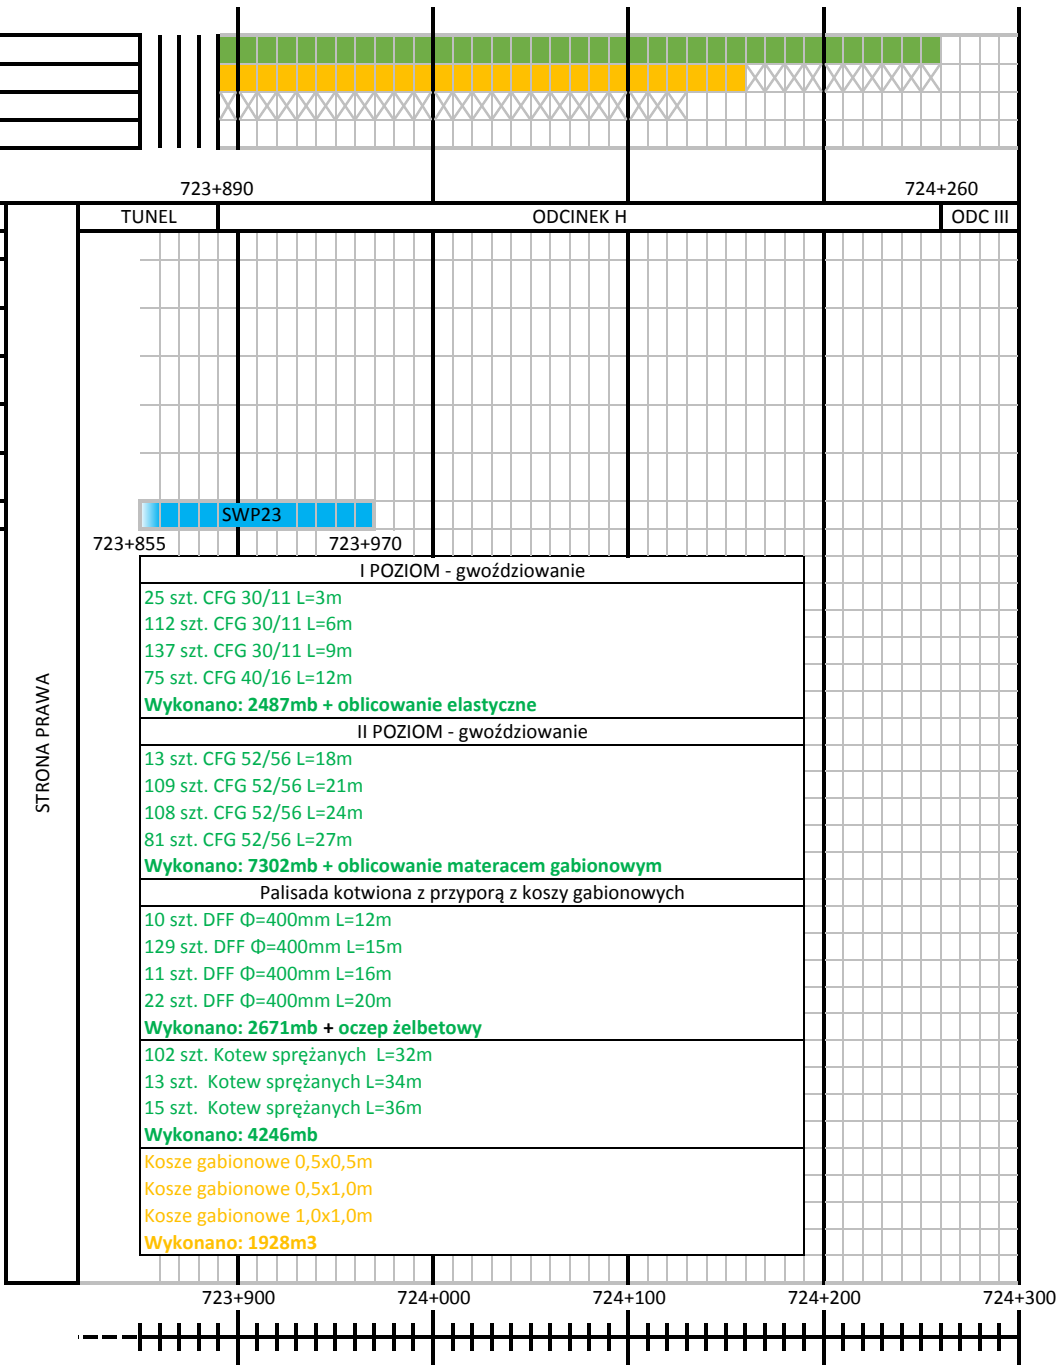 723+890
724+260
TUNEL
ODCINEK H
ODC III
STRONA PRAWA
SWP23
723+855
723+970
I POZIOM - gwoździowanie
25 szt. CFG 30/11 L=3m
112 szt. CFG 30/11 L=6m
137 szt. CFG 30/11 L=9m
75 szt. CFG 40/16 L=12m
Wykonano: 2487mb + oblicowanie elastyczne
II POZIOM - gwoździowanie
13 szt. CFG 52/56 L=18m
109 szt. CFG 52/56 L=21m
108 szt. CFG 52/56 L=24m
81 szt. CFG 52/56 L=27m
Wykonano: 7302mb + oblicowanie materacem gabionowym
Palisada kotwiona z przyporą z koszy gabionowych
10 szt. DFF Φ=400mm L=12m
129 szt. DFF Φ=400mm L=15m
11 szt. DFF Φ=400mm L=16m
22 szt. DFF Φ=400mm L=20m
Wykonano: 2671mb + oczep żelbetowy
102 szt. Kotew sprężanych L=32m
13 szt. Kotew sprężanych L=34m
15 szt. Kotew sprężanych L=36m
Wykonano: 4246mb
Kosze gabionowe 0,5x0,5m
Kosze gabionowe 0,5x1,0m
Kosze gabionowe 1,0x1,0m
Wykonano: 1928m3
723+900
724+000
724+100
724+200
724+300